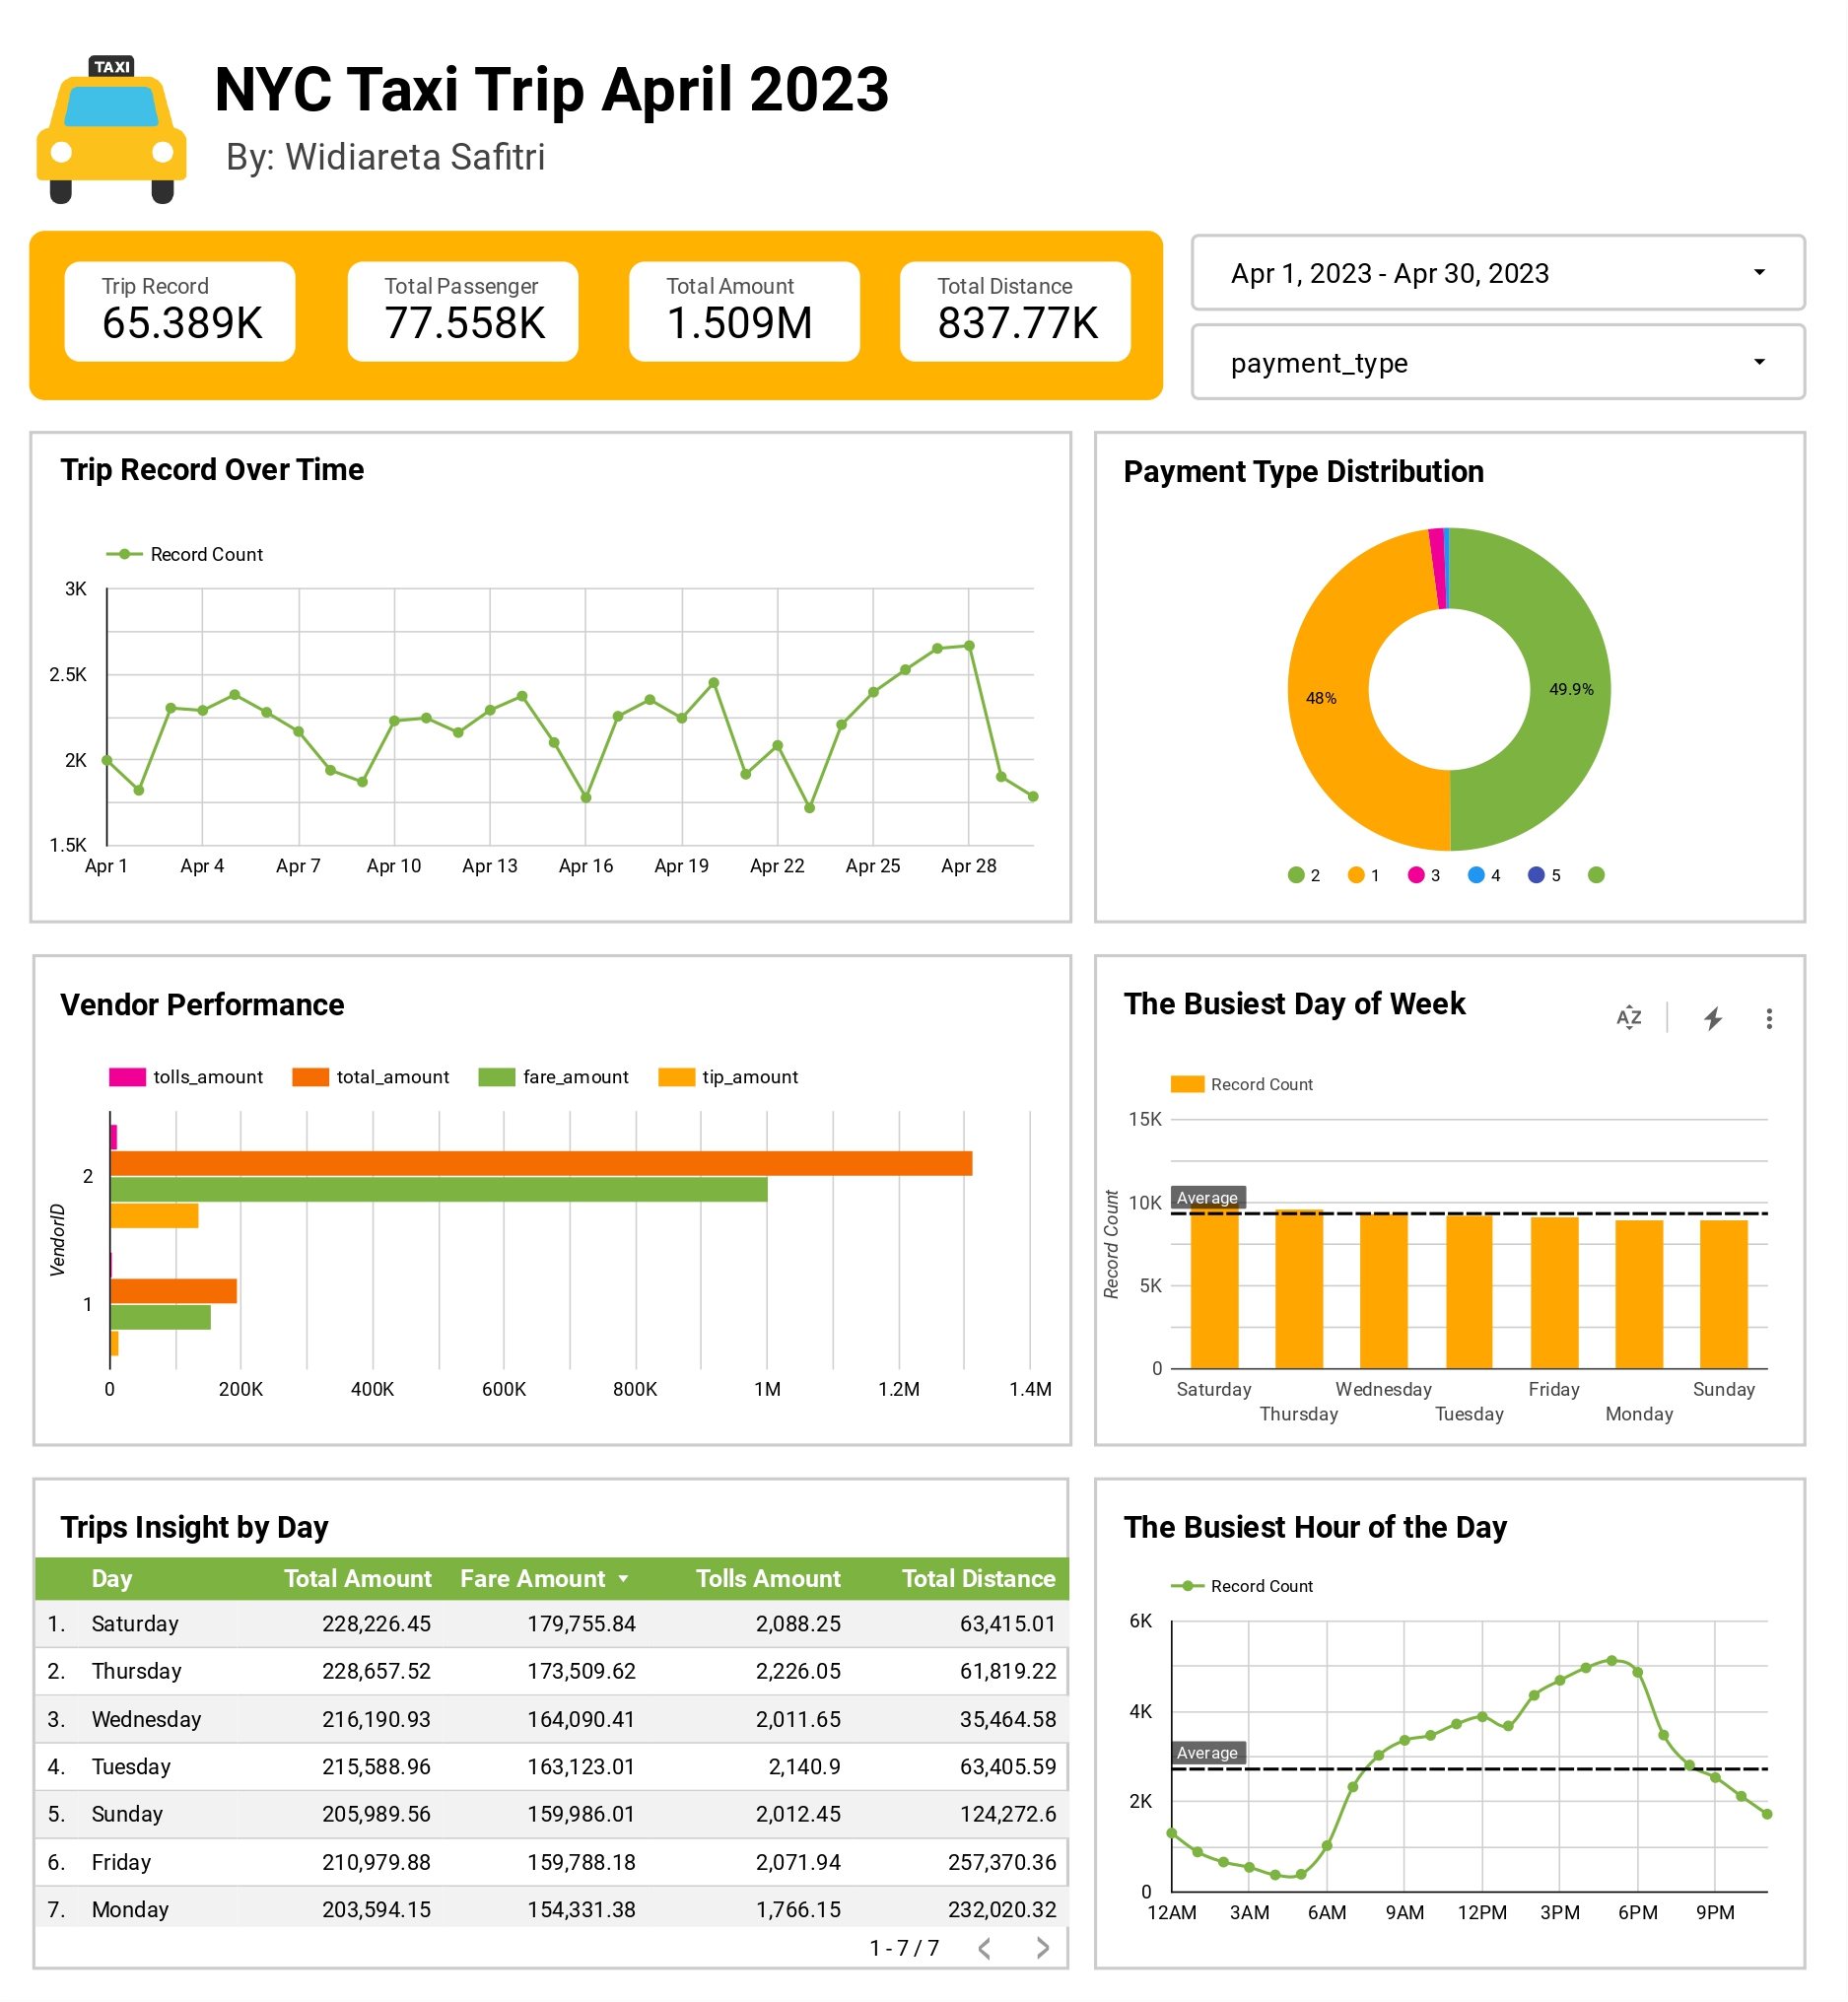 TAXI
NYC Taxi Trip April 2023
By: Widiareta Safitri
Trip Record
65.389K
Total Passenger
77.558K
Total Amount
1.509M
Total Distance
837.77K
Apr 1, 2023 - Apr 30, 2023
payment_type
Trip Record Over Time
Record Count
3K
2.5K
2K
1.5K
Apr 1 Apr 4 Apr 7 Apr 10 Apr 13 Apr 16 Apr 19 Apr 22 Apr 25 Apr 28
Payment Type Distribution
48%
49.9%
2 1 3 4 5
Vendor Performance
tolls_amount total_amount fare_amount tip_amount
VendorID
2
1
0 200K 400K 600K 800K 1M 1.2M 1.4M
The Busiest Day of Week
AZ
Record Count
Record Count
15K
10K
5K
0
Average
Saturday Wednesday Friday Sunday
Thursday Tuesday Monday
Trips Insight by Day
Day Total Amount Fare Amount Tolls Amount Total Distance
1. Saturday 228,226.45 179,755.84 2,088.25 63,415.01
2. Thursday 228,657.52 173,509.62 2,226.05 61,819.22
3. Wednesday 216,190.93 164,090.41 2,011.65 35,464.58
4. Tuesday 215,588.96 163,123.01 2,140.9 63,405.59
5. Sunday 205,989.56 159,986.01 2,012.45 124,272.6
6. Friday 210,979.88 159,788.18 2,071.94 257,370.36
7. Monday 203,594.15 154,331.38 1,766.15 232,020.32
1 - 7 / 7
The Busiest Hour of the Day
Record Count
6K
4K
2K
0
Average
12AM 3AM 6AM 9AM 12PM 3PM 6PM 9PM